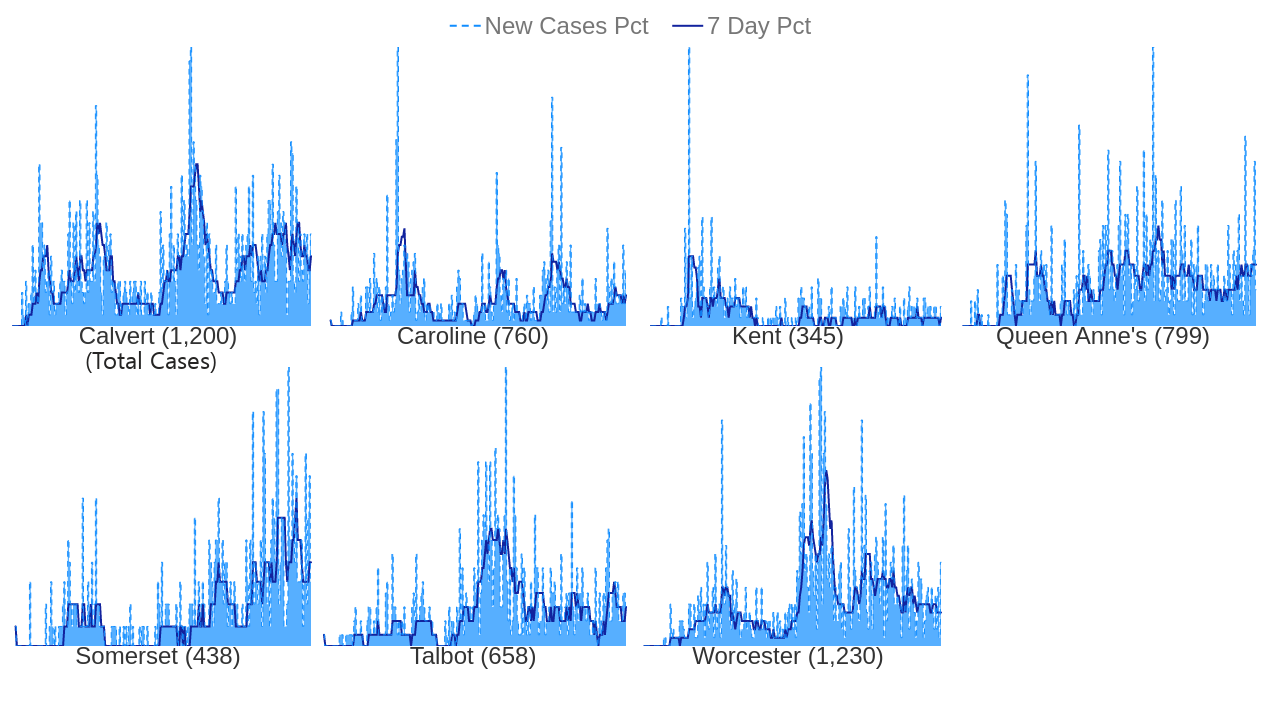 New Cases Pct 7 Day Pct
Calvert (1,200)
(Total Cases)
Caroline (760)
Kent (345)
Queen Anne's (799)
Somerset (438)
Talbot (658)
Worcester (1,230)